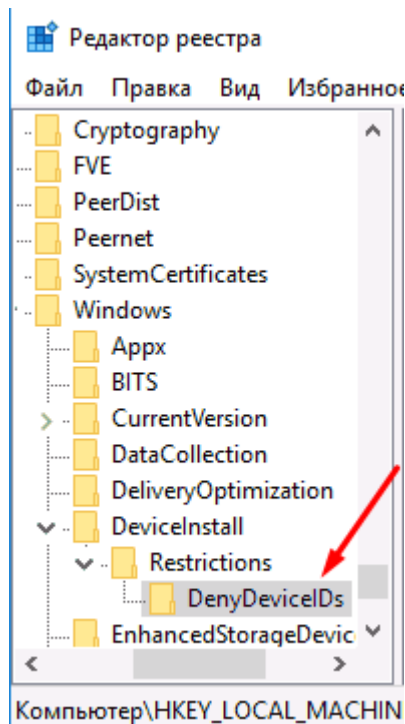 Редактор реестра
Файл Правка Вид Избранное
Cryptography
FVE
PeerDist
Peernet
SystemCertificates
Windows
Appx
BITS
CurrentVersion
DataCollection
DeliveryOptimization
DeviceInstall
Restrictions
DenyDeviceIDs
EnhancedStorageDevic
Компьютер\HKEY_LOCAL_MACHIN